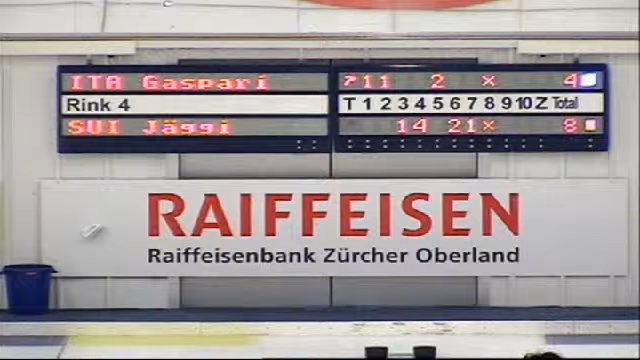 ITA Gaspari 11 2 x 4
Rink 4 T 1 2 3 4 5 6 7 8 9 10 Z Total
SUI Jäggi 14 21x 8
RAIFFEISEN
Raiffeisenbank Zürcher Oberland